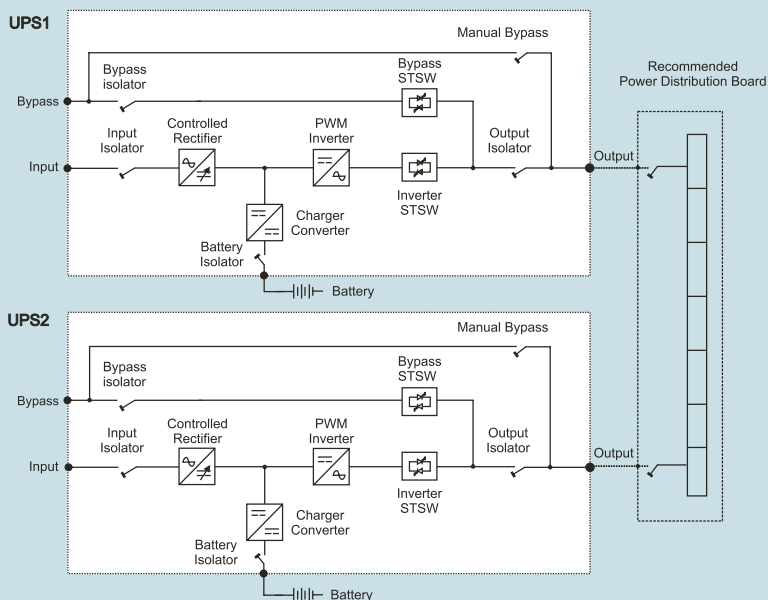 UPS1
Manual Bypass
Recommended
Power Distribution Board
Bypass
isolator
Bypass
STSW
Bypass
Input
Isolator
Controlled
Rectifier
PWM
Inverter
Output
Isolator
Output
Input
Inverter
STSW
Charger
Converter
Battery
Isolator
Battery
UPS2
Manual Bypass
Bypass
isolator
Bypass
STSW
Bypass
Input
Isolator
Controlled
Rectifier
PWM
Inverter
Output
Isolator
Output
Input
Inverter
STSW
Charger
Converter
Battery
Isolator
Battery